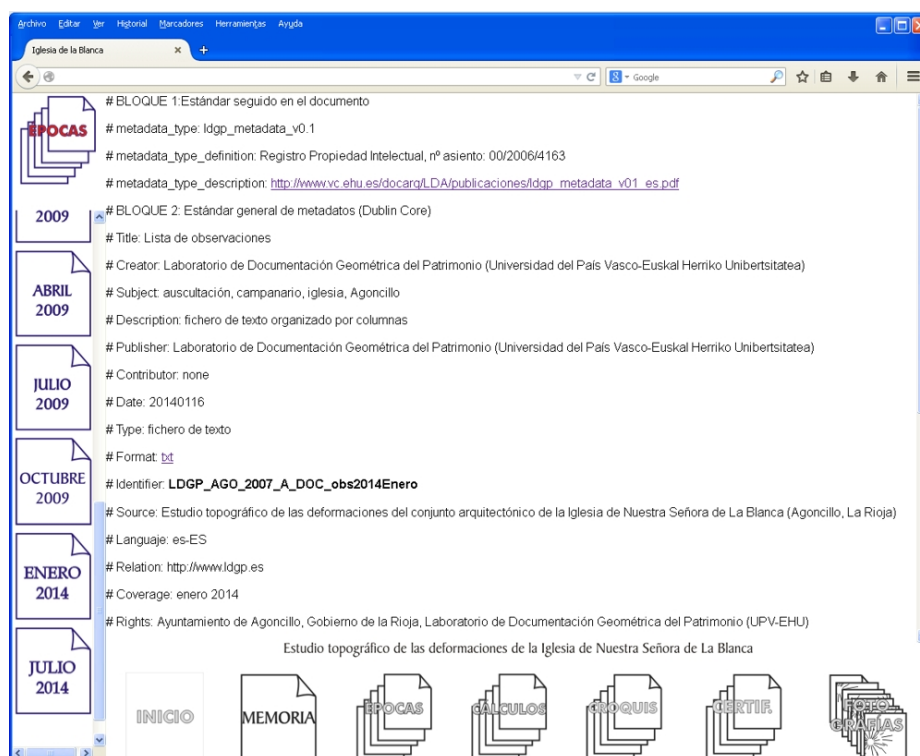 Archivo Editar Ver Historial Marcadores Herramientas Ayuda
Iglesia de la Blanca × +
Google
ÉPOCAS
2009
ABRIL
2009
JULIO
2009
OCTUBRE
2009
ENERO
2014
JULIO
2014
# BLOQUE 1:Estándar seguido en el documento
# metadata_type: ldgp_metadata_v0.1
# metadata_type_definition: Registro Propiedad Intelectual, nº asiento: 00/2006/4163
# metadata_type_description: http://www.vc.ehu.es/docarq/LDA/publicaciones/ldgp_metadata_v01_es.pdf
# BLOQUE 2: Estándar general de metadatos (Dublin Core)
# Title: Lista de observaciones
# Creator: Laboratorio de Documentación Geométrica del Patrimonio (Universidad del País Vasco-Euskal Herriko Unibertsitatea)
# Subject: auscultación, campanario, iglesia, Agoncillo
# Description: fichero de texto organizado por columnas
# Publisher: Laboratorio de Documentación Geométrica del Patrimonio (Universidad del País Vasco-Euskal Herriko Unibertsitatea)
# Contributor: none
# Date: 20140116
# Type: fichero de texto
# Format: txt
# Identifier: LDGP_AGO_2007_A_DOC_obs2014Enero
# Source: Estudio topográfico de las deformaciones del conjunto arquitectónico de la Iglesia de Nuestra Señora de La Blanca (Agoncillo, La Rioja)
# Languaje: es-ES
# Relation: http://www.ldgp.es
# Coverage: enero 2014
# Rights: Ayuntamiento de Agoncillo, Gobierno de la Rioja, Laboratorio de Documentación Geométrica del Patrimonio (UPV-EHU)
Estudio topográfico de las deformaciones de la Iglesia de Nuestra Señora de La Blanca
INICIO
MEMORIA
ÉPOCAS
CÁLCULOS
CROQUIS
CERTIF.
FOTO
GRAFÍAS